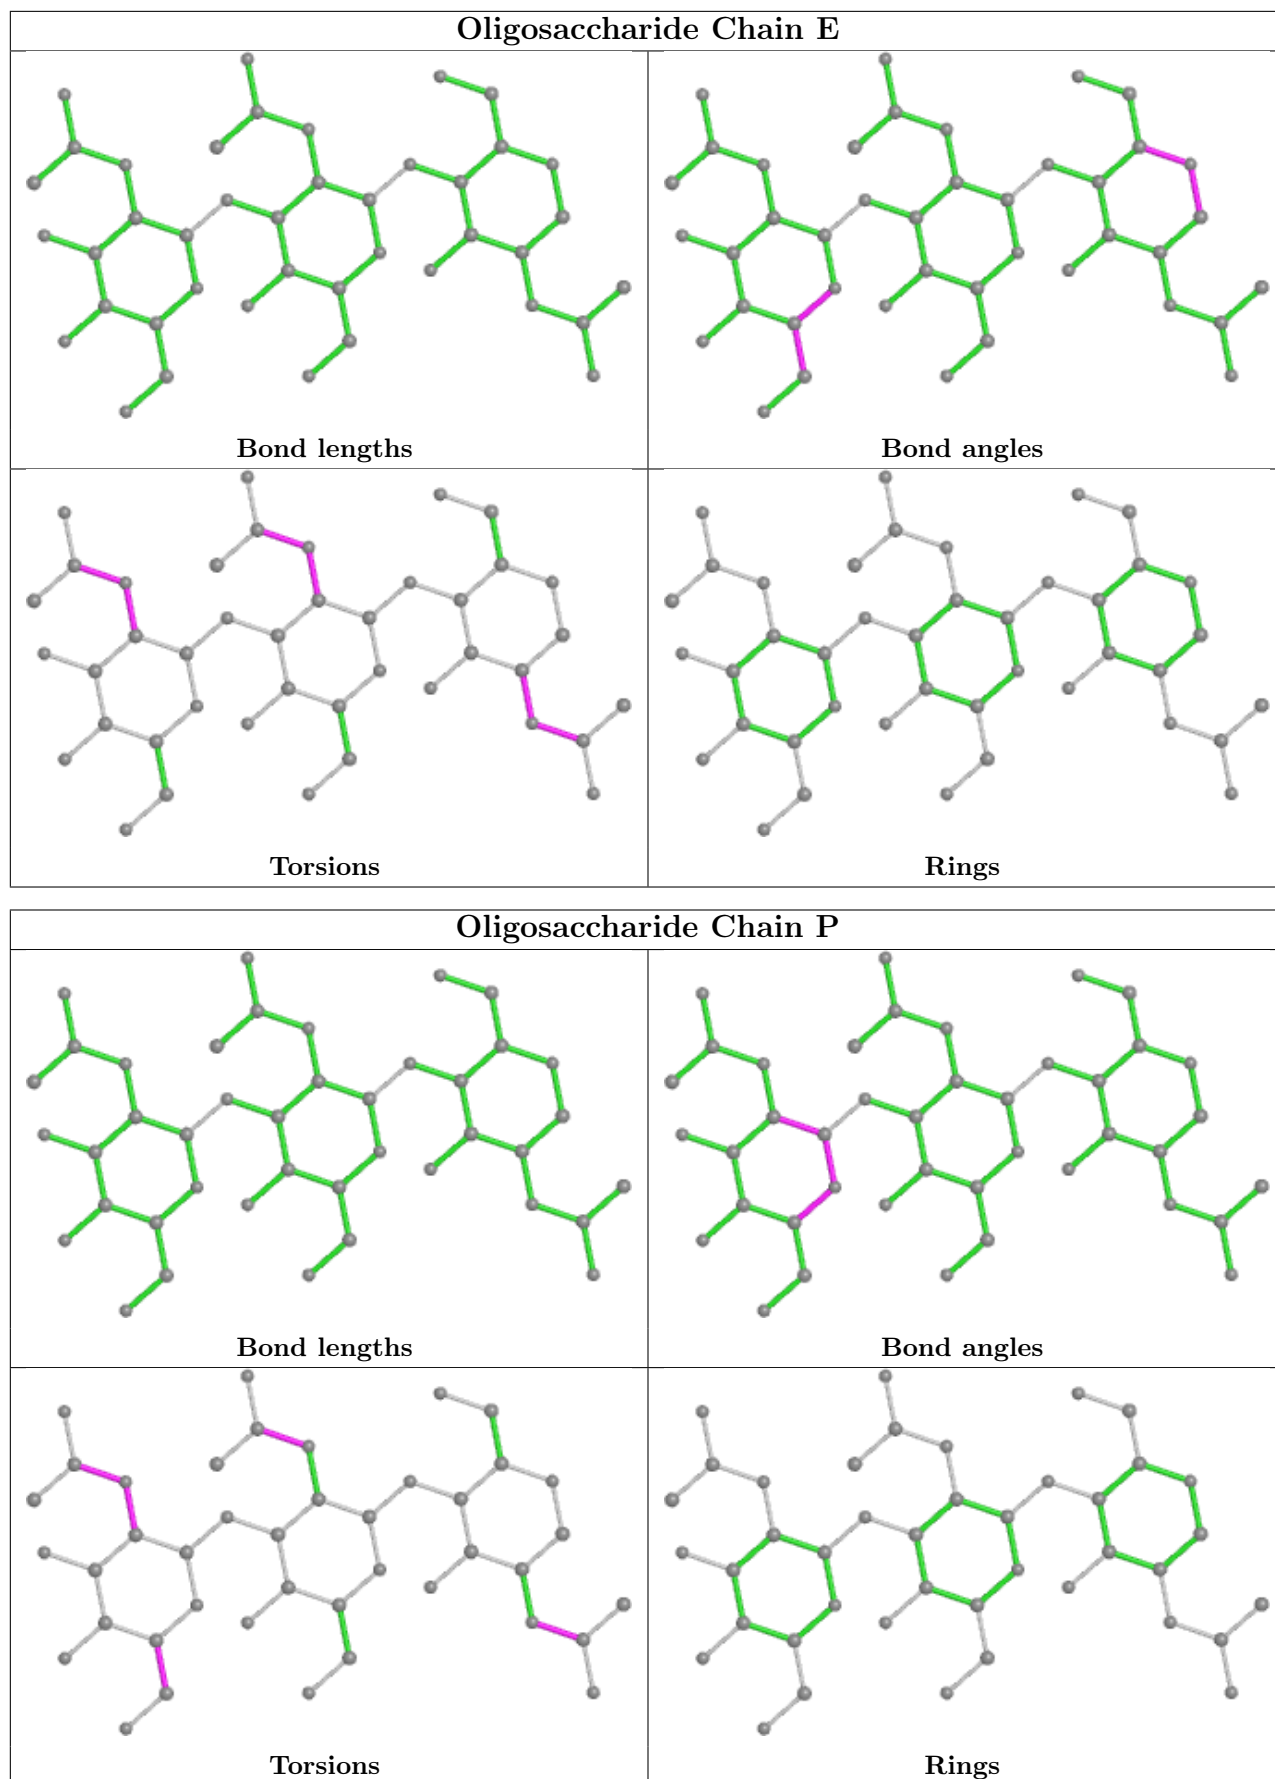 Oligosaccharide Chain E
Bond lengths
Bond angles
Torsions
Rings
Oligosaccharide Chain P
Bond lengths
Bond angles
Torsions
Rings